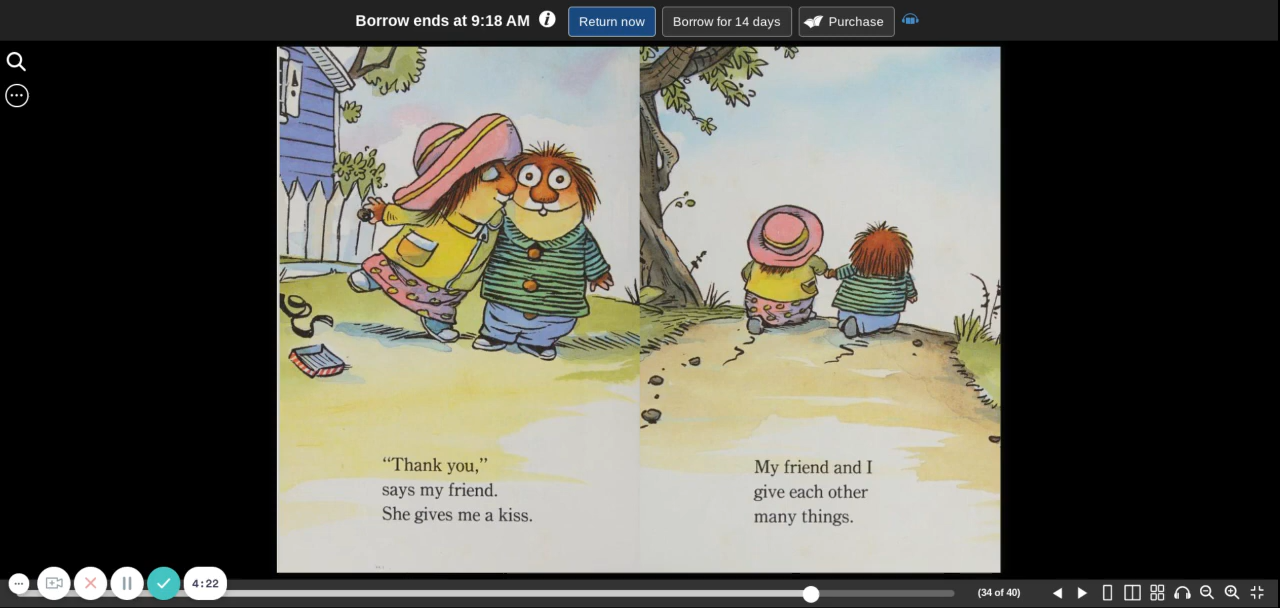 Borrow ends at 9:18 AM
Return now
Borrow for 14 days
Purchase
“Thank you,”
says my friend.
She gives me a kiss.
My friend and I
give each other
many things.
4:22
(34 of 40)